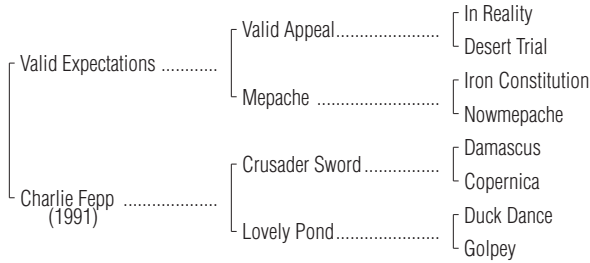 In Reality
Valid Appeal....................
Desert Trial
Valid Expectations ............
Iron Constitution
Mepache ........................
Nowmepache
Damascus
Crusader Sword...............
Copernica
Charlie Fepp ....................
(1991)
Duck Dance
Lovely Pond....................
Golpey